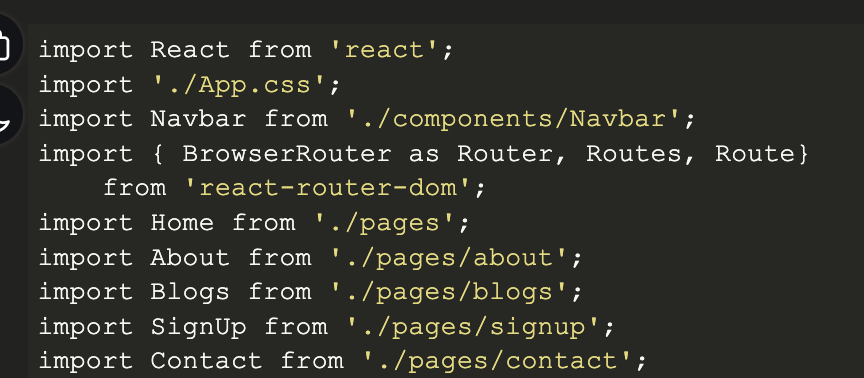 import React from 'react';
import './App.css';
import Navbar from './components/Navbar';
import { BrowserRouter as Router, Routes, Route}
    from 'react-router-dom';
import Home from './pages';
import About from './pages/about';
import Blogs from './pages/blogs';
import SignUp from './pages/signup';
import Contact from './pages/contact';